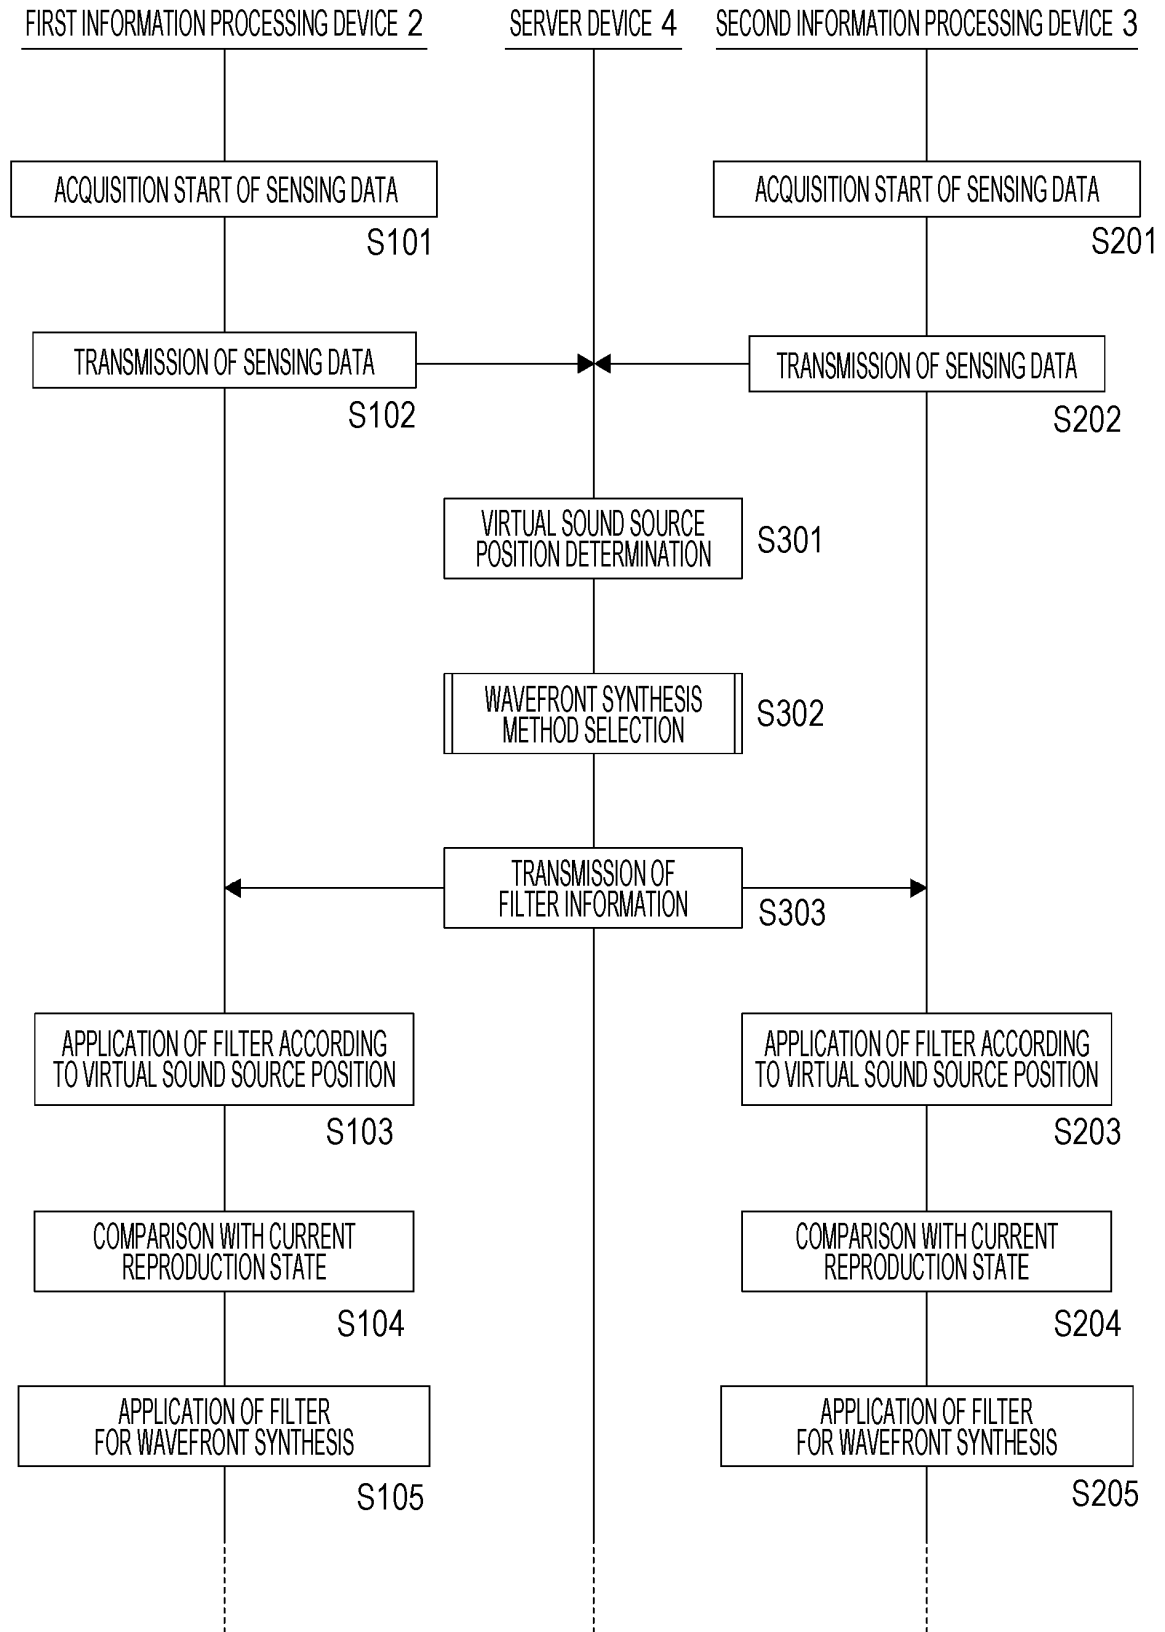 FIRST INFORMATION PROCESSING DEVICE 2
SERVER DEVICE 4
SECOND INFORMATION PROCESSING DEVICE 3
ACQUISITION START OF SENSING DATA
S101
ACQUISITION START OF SENSING DATA
S201
TRANSMISSION OF SENSING DATA
S102
TRANSMISSION OF SENSING DATA
S202
VIRTUAL SOUND SOURCE
POSITION DETERMINATION
S301
WAVEFRONT SYNTHESIS
METHOD SELECTION
S302
TRANSMISSION OF
FILTER INFORMATION
S303
APPLICATION OF FILTER ACCORDING
TO VIRTUAL SOUND SOURCE POSITION
S103
APPLICATION OF FILTER ACCORDING
TO VIRTUAL SOUND SOURCE POSITION
S203
COMPARISON WITH CURRENT
REPRODUCTION STATE
S104
COMPARISON WITH CURRENT
REPRODUCTION STATE
S204
APPLICATION OF FILTER
FOR WAVEFRONT SYNTHESIS
S105
APPLICATION OF FILTER
FOR WAVEFRONT SYNTHESIS
S205